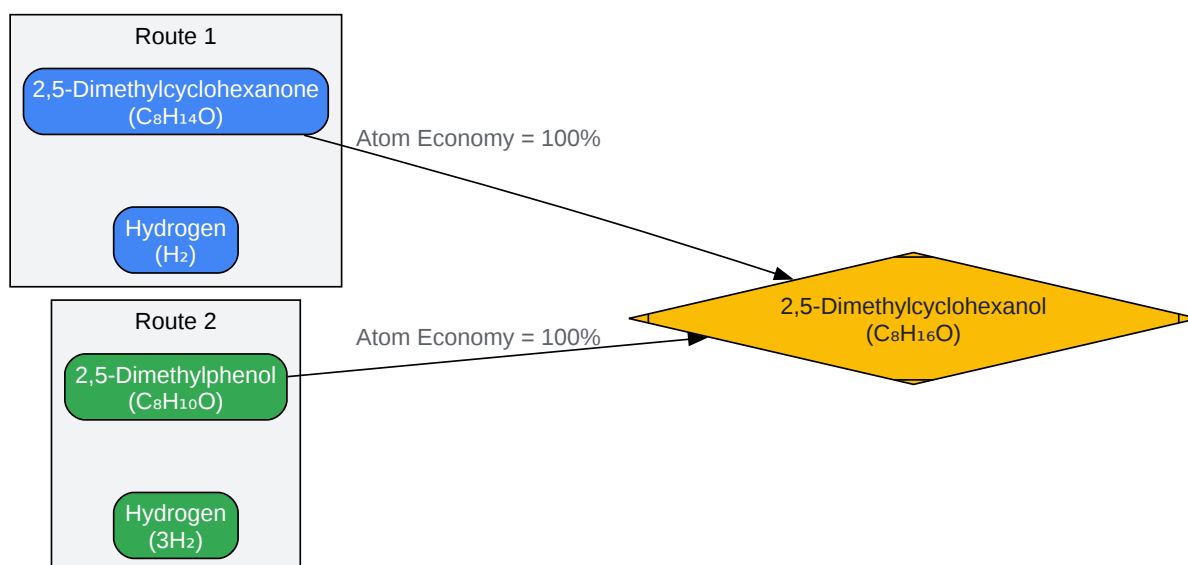 Route 1
2,5-Dimethylcyclohexanone
(C₈H₁₄O)
Atom Economy = 100%
Hydrogen
(H₂)
2,5-Dimethylcyclohexanol
(C₈H₁₆O)
Route 2
Atom Economy = 100%
2,5-Dimethylphenol
(C₈H₁₀O)
Hydrogen
(3H₂)